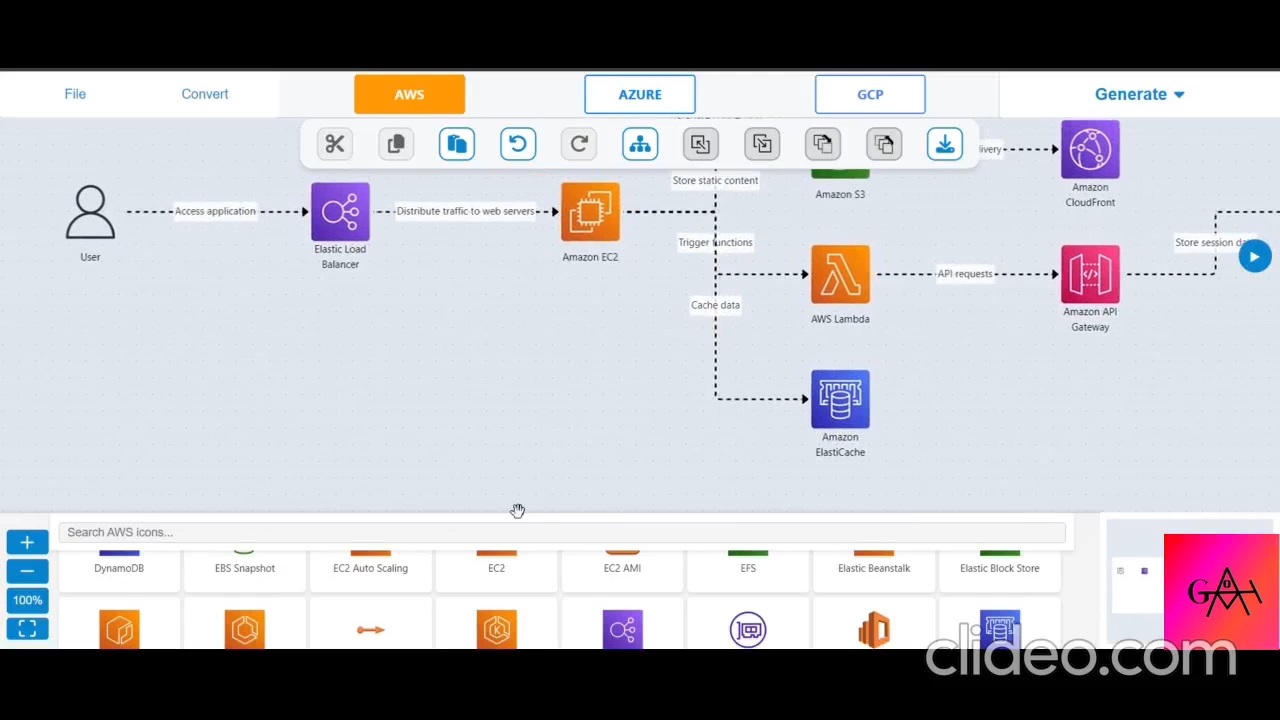 File
Convert
AWS
AZURE
GCP
Generate
Store static content
Amazon S3
Amazon
CloudFront
Access application
Distribute traffic to web servers
User
Elastic Load
Balancer
Amazon EC2
Trigger functions
Cache data
AWS Lambda
API requests
Amazon API
Gateway
Store session
Amazon
ElastiCache
Search AWS icons...
DynamoDB
EBS Snapshot
EC2 Auto Scaling
EC2
EC2 AMI
EFS
Elastic Beanstalk
Elastic Block Store
100%
clideo.com